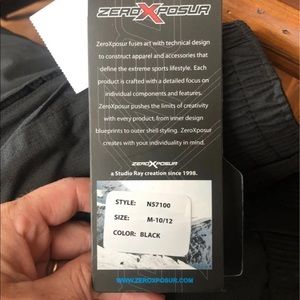 ZEROXPOSUR
ZeroXposur fuses art with technical design
to construct apparel and accessories that
define the extreme sports lifestyle. Each
product is crafted with a detailed focus on
individual components and features.
ZeroXposur pushes the limits of creativity
with every product, from inner design
blueprints to outer shell styling. ZeroXposur
creates with your individuality in mind.
ZEROXPOSUR
a Studio Ray creation since 1998.
STYLE: N57100
SIZE: M-10/12
COLOR: BLACK
WWW.ZEROXPOSUR.COM